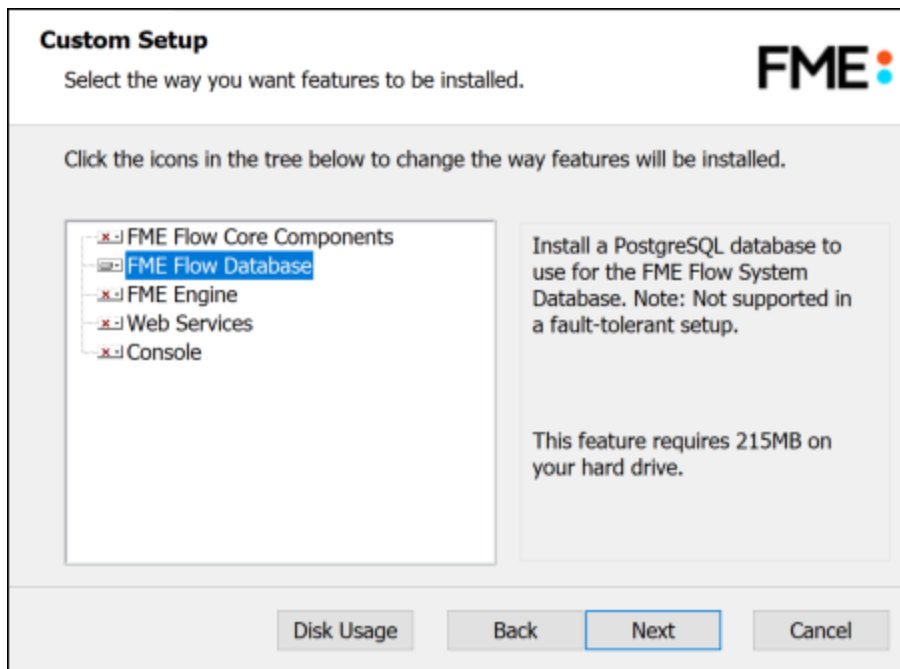 Custom Setup
Select the way you want features to be installed.
FME
Click the icons in the tree below to change the way features will be installed.
FME Flow Core Components
FME Flow Database
FME Engine
Web Services
Console
Install a PostgreSQL database to
use for the FME Flow System
Database. Note: Not supported in
a fault-tolerant setup.
This feature requires 215MB on
your hard drive.
Disk Usage
Back
Next
Cancel